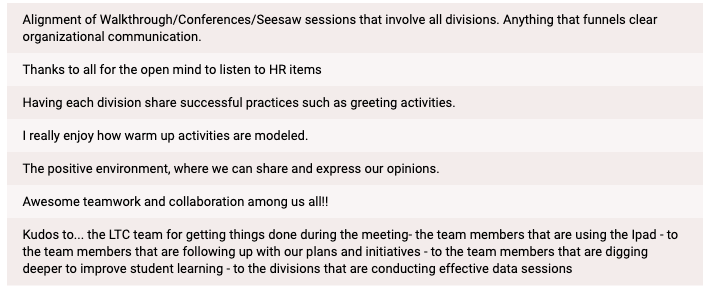 Alignment of Walkthrough/Conferences/Seesaw sessions that involve all divisions. Anything that funnels clear
organizational communication.
Thanks to all for the open mind to listen to HR items
Having each division share successful practices such as greeting activities.
I really enjoy how warm up activities are modeled.
The positive environment, where we can share and express our opinions.
Awesome teamwork and collaboration among us all!!
Kudos to... the LTC team for getting things done during the meeting- the team members that are using the Ipad - to
the team members that are following up with our plans and initiatives - to the team members that are digging
deeper to improve student learning - to the divisions that are conducting effective data sessions